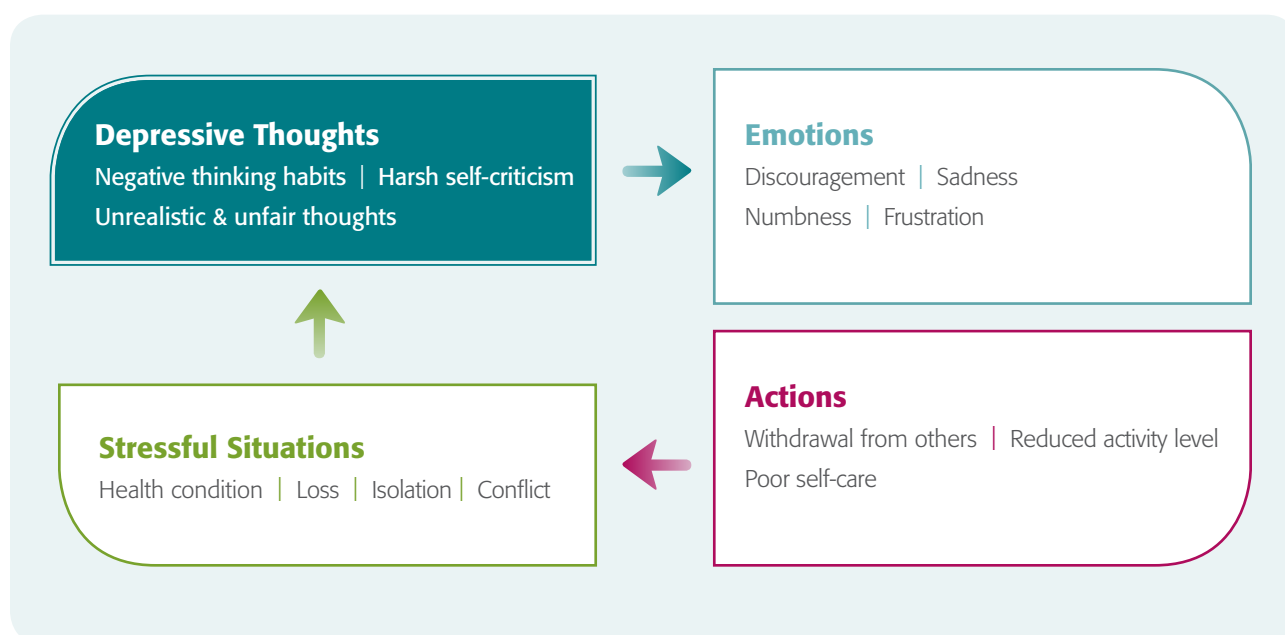 Depressive Thoughts
Negative thinking habits | Harsh self-criticism
Unrealistic & unfair thoughts
Emotions
Discouragement | Sadness
Numbness | Frustration
Stressful Situations
Health condition | Loss | Isolation | Conflict
Actions
Withdrawal from others | Reduced activity level
Poor self-care